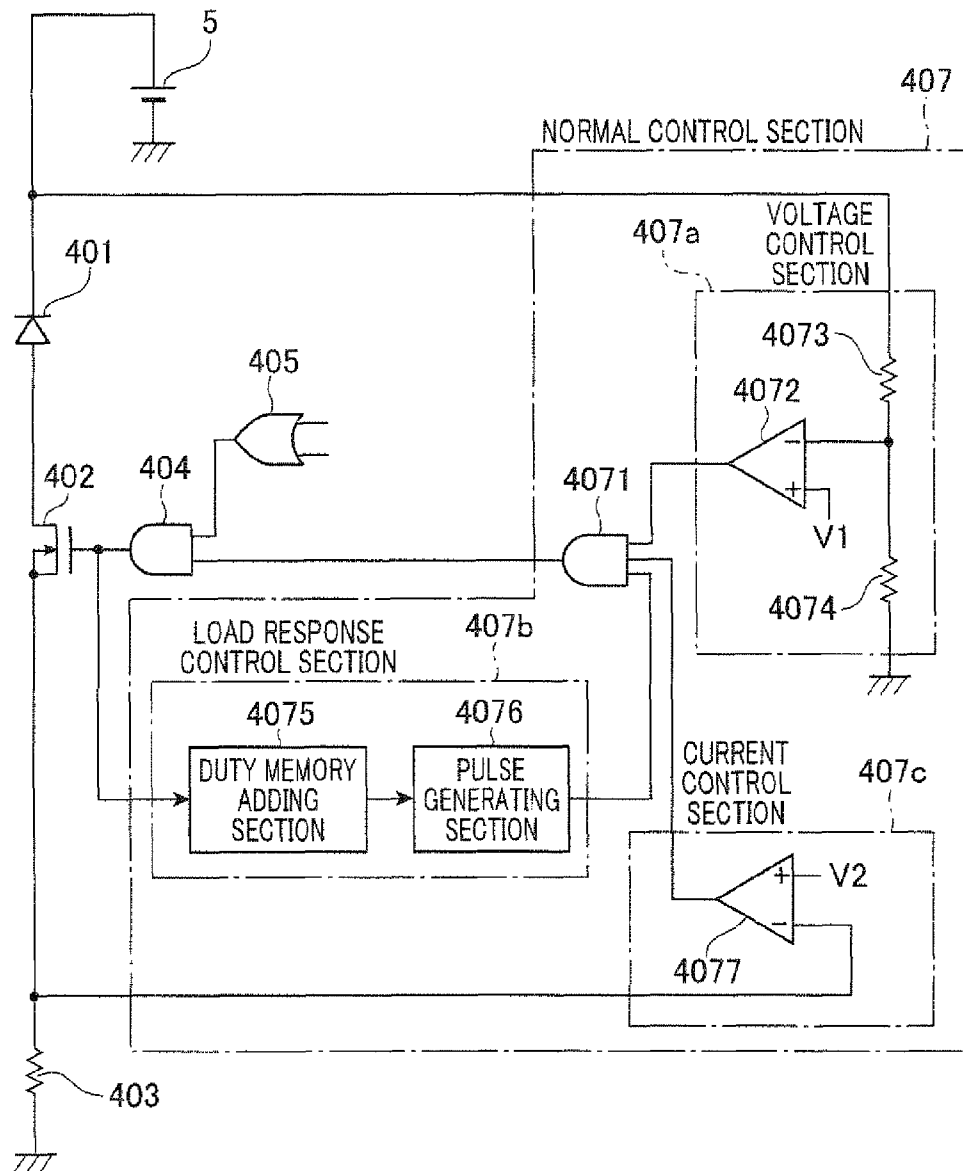 5
407
NORMAL CONTROL SECTION
VOLTAGE
CONTROL
SECTION
407a
401
4073
405
4072
402
404
4071
−
+
V1
4074
LOAD RESPONSE
CONTROL SECTION
407b
4075
4076
DUTY MEMORY
ADDING
SECTION
PULSE
GENERATING
SECTION
CURRENT
CONTROL
SECTION
407c
+
V2
−
4077
403